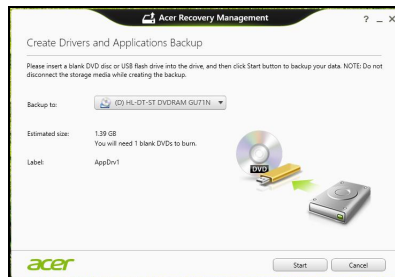 Acer Recovery Management
? _ X
Create Drivers and Applications Backup
Please insert a blank DVD disc or USB flash drive into the drive, and then click Start button to backup your data. NOTE: Do not
disconnect the storage media while creating the backup.
Backup to: (D) HL-DT-ST DVDRAM GU71N
Estimated size: 1.39 GB
You will need 1 blank DVDs to burn.
Label: AppDrv1
DVD
acer
Start Cancel